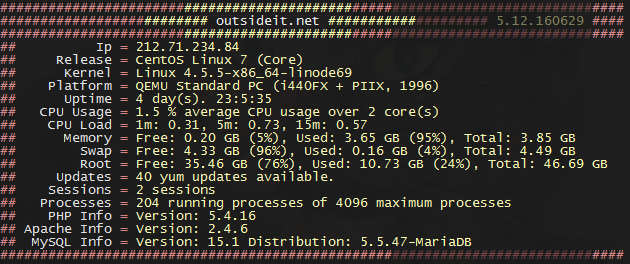 ######################################################################## ####
######################## outsideit.net ########### ########## 5.12.160629 ####
######################################################################## ####
## Ip = 212.71.234.84
## Release = CentOS Linux 7 (Core)
## Kernel = Linux 4.5.5-x86_64-linode69
## Platform = QEMU Standard PC (i440FX + PIIX, 1996)
## Uptime = 4 day(s). 23:5:35
## CPU Usage = 1.5 % average CPU usage over 2 core(s)
## CPU Load = 1m: 0.31, 5m: 0.73, 15m: 0.57
## Memory = Free: 0.20 GB (5%), Used: 3.65 GB (95%), Total: 3.85 GB
## Swap = Free: 4.33 GB (96%), Used: 0.16 GB (4%), Total: 4.49 GB
## Root = Free: 35.46 GB (76%), Used: 10.73 GB (24%), Total: 46.69 GB
## Updates = 40 yum updates available.
## Sessions = 2 sessions
## Processes = 204 running processes of 4096 maximum processes
## PHP Info = Version: 5.4.16
## Apache Info = Version: 2.4.6
## MySQL Info = Version: 15.1 Distribution: 5.5.47-MariaDB
######################################################################## ####